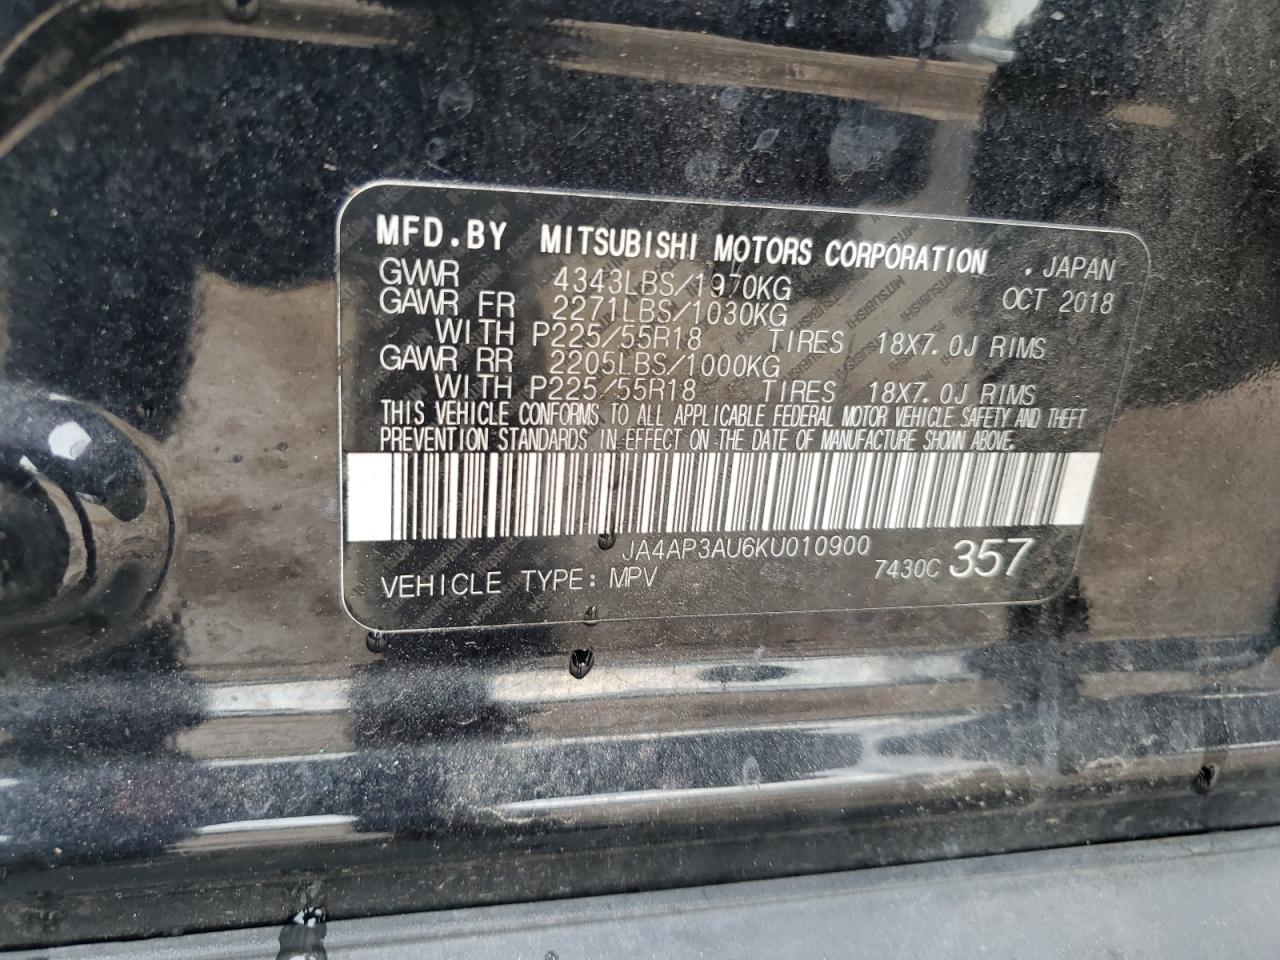 MFD.BY MITSUBISHI MOTORS CORPORATION .JAPAN
GVWR 4343LBS/1970KG OCT 2018
GAWR FR 2271LBS/1030KG
WITH P225/55R18 TIRES 18X7.0J RIMS
GAWR RR 2205LBS/1000KG
WITH P225/55R18 TIRES 18X7.0J RIMS
THIS VEHICLE CONFORMS TO ALL APPLICABLE FEDERAL MOTOR VEHICLE SAFETY AND THEFT
PREVENTION STANDARDS IN EFFECT ON THE DATE OF MANUFACTURE SHOWN ABOVE.
JA4AP3AU6KU010900
VEHICLE TYPE: MPV 7430C 357